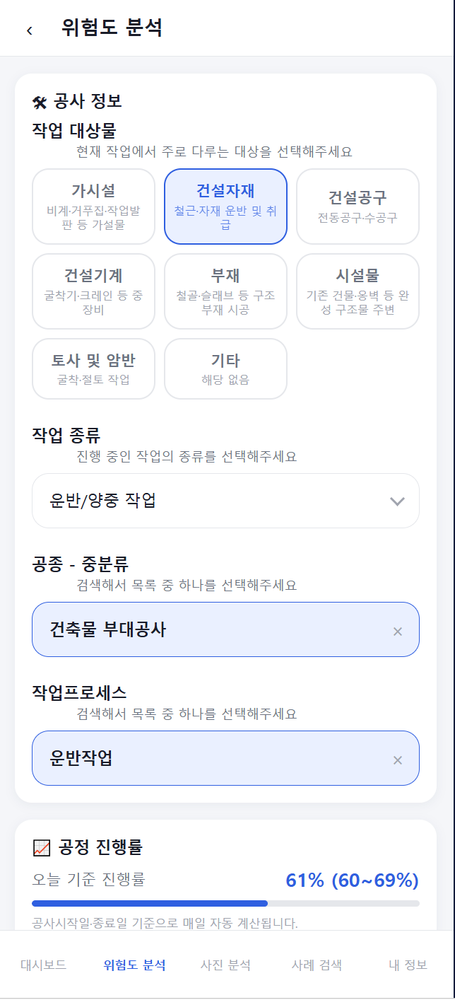 ‹ 위험도 분석
🛠 공사 정보
작업 대상물
현재 작업에서 주로 다루는 대상을 선택해주세요
가시설
비계·거푸집·작업발
판 등 가설물
건설자재
철근·자재 운반 및 취
급
건설공구
전동공구·수공구
건설기계
굴착기·크레인 등 중
장비
부재
철골·슬래브 등 구조
부재 시공
시설물
기존 건물·옹벽 등 완
성 구조물 주변
토사 및 암반
굴착·절토 작업
기타
해당 없음
작업 종류
진행 중인 작업의 종류를 선택해주세요
운반/양중 작업
공종 - 중분류
검색해서 목록 중 하나를 선택해주세요
건축물 부대공사 ×
작업프로세스
검색해서 목록 중 하나를 선택해주세요
운반작업 ×
📈 공정 진행률
오늘 기준 진행률 61% (60~69%)
공사시작일·종료일 기준으로 매일 자동 계산됩니다.
대시보드 위험도 분석 사진 분석 사례 검색 내 정보